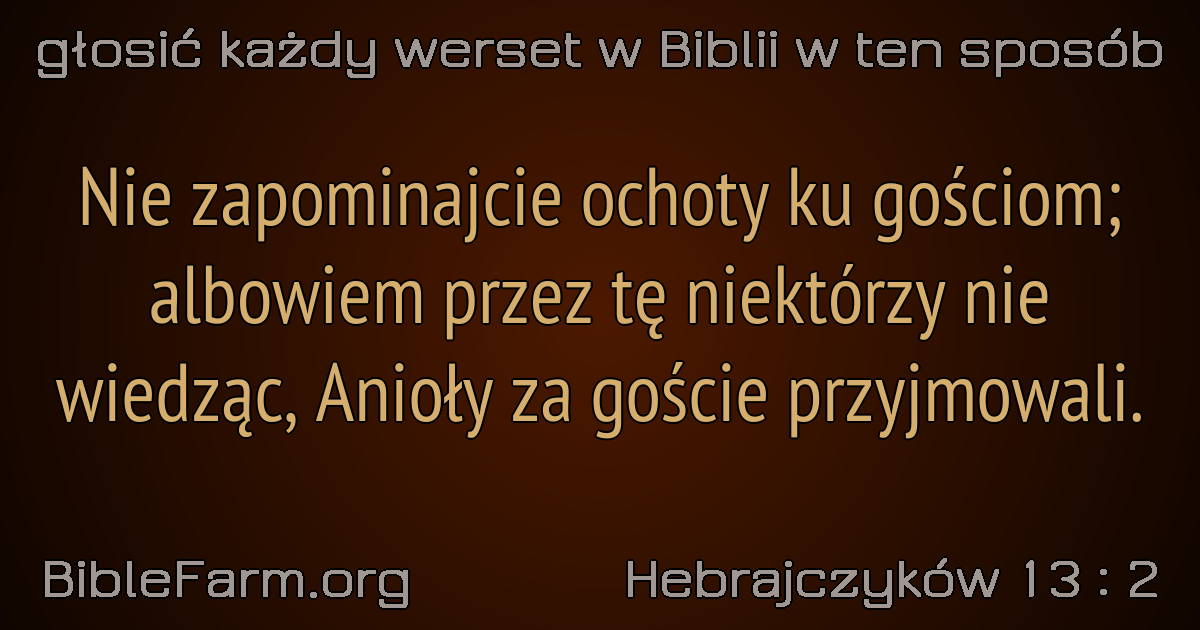 głosić każdy werset w Biblii w ten sposób
Nie zapominajcie ochoty ku gościom;
albowiem przez tę niektórzy nie
wiedząc, Anioły za goście przyjmowali.
BibleFarm.org
Hebrajczyków 13 : 2